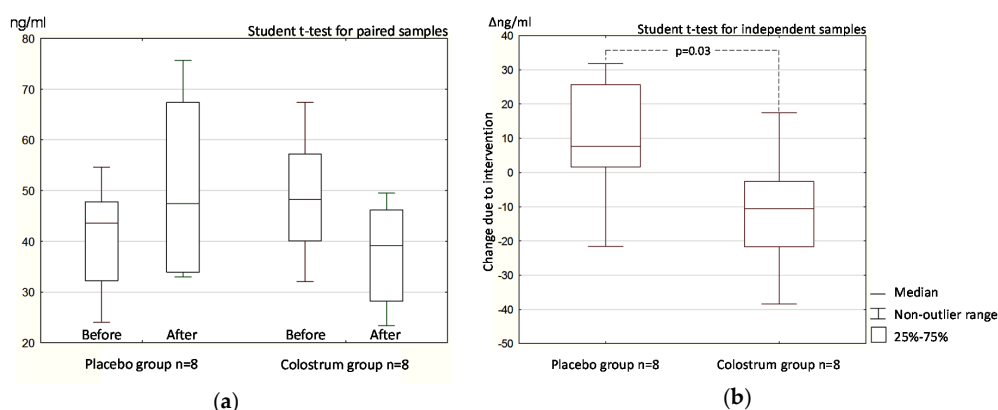 ng/ml
Student t-test for paired samples
80
70
60
50
40
30
20
Before After Before After
Placebo group n=8 Colostrum group n=8
(a)
Δng/ml
Student t-test for independent samples
40
30
20
10
0
-10
-20
-30
-40
-50
Change due to intervention
p=0.03
Placebo group n=8 Colostrum group n=8
Median
Non-outlier range
25%-75%
(b)